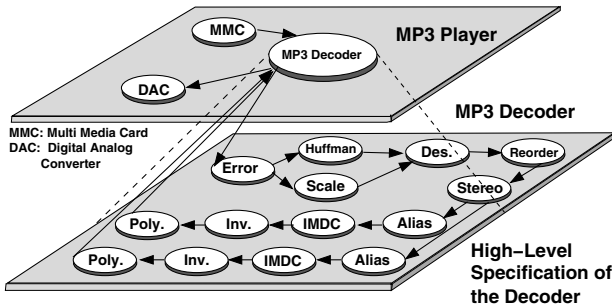 MMC
MP3 Player
MP3 Decoder
DAC
MMC: Multi Media Card
DAC: Digital Analog
Converter
MP3 Decoder
Huffman
Des.
Reorder
Error
Scale
Stereo
Poly.
Inv.
IMDC
Alias
Poly.
Inv.
IMDC
Alias
High–Level
Specification of
the Decoder